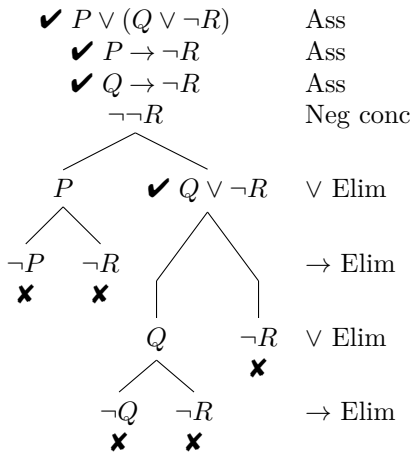 ✔ P ∨ (Q ∨ ¬R) Ass
✔ P → ¬R Ass
✔ Q → ¬R Ass
¬¬R Neg conc
P ✔ Q ∨ ¬R ∨ Elim
¬P ¬R → Elim
✘ ✘
Q ¬R ∨ Elim
✘
¬Q ¬R → Elim
✘ ✘